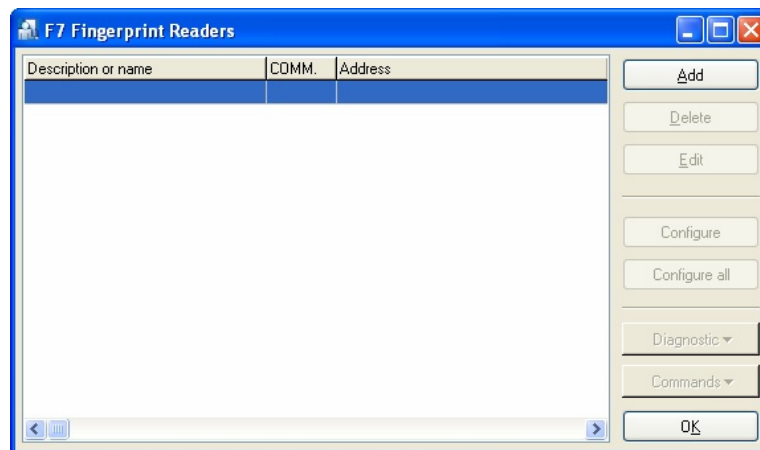 F7 Fingerprint Readers
Description or name COMM. Address
Add
Delete
Edit
Configure
Configure all
Diagnostic
Commands
OK